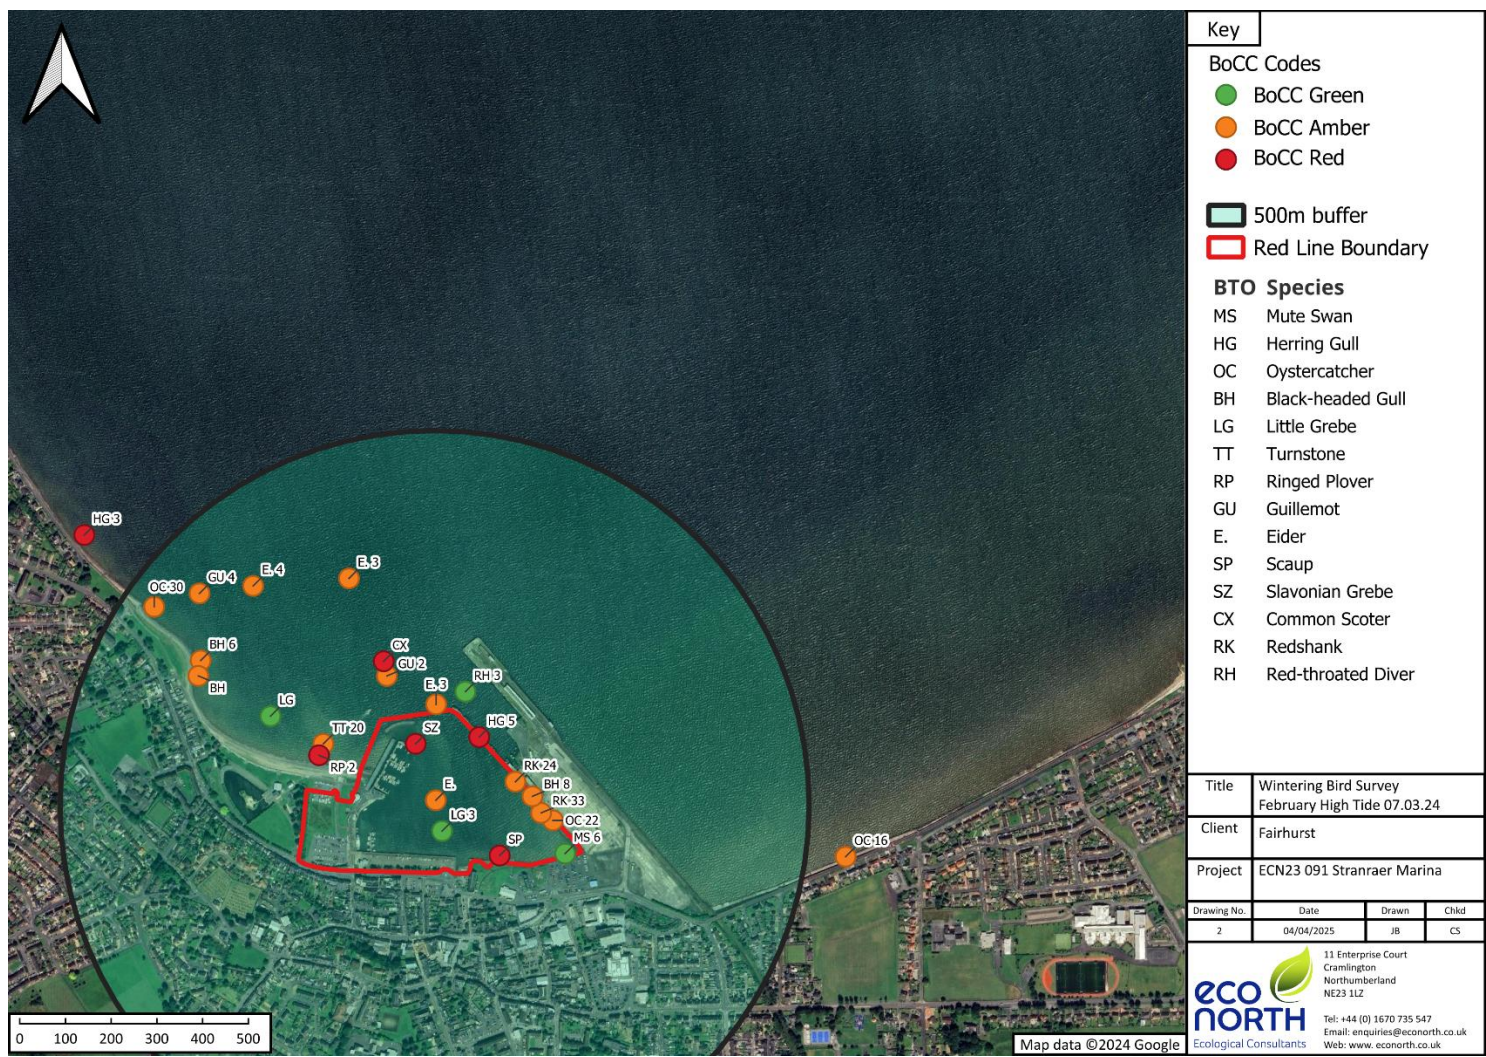 HG 3
OC 30
GU 4
E. 4
E. 3
BH 6
BH
CX
GU 2
RH 3
E. 3
LG
TT 20
RP 2
SZ
HG 5
RK 24
BH 8
RK 33
OC 22
MS 6
E.
LG 3
SP
OC 16
0 100 200 300 400 500
Map data ©2024 Google
Key
BoCC Codes
BoCC Green
BoCC Amber
BoCC Red
500m buffer
Red Line Boundary
BTO Species
MS Mute Swan
HG Herring Gull
OC Oystercatcher
BH Black-headed Gull
LG Little Grebe
TT Turnstone
RP Ringed Plover
GU Guillemot
E. Eider
SP Scaup
SZ Slavonian Grebe
CX Common Scoter
RK Redshank
RH Red-throated Diver
Title Wintering Bird Survey
February High Tide 07.03.24
Client Fairhurst
Project ECN23 091 Stranraer Marina
Drawing No. Date Drawn Chkd
2 04/04/2025 JB CS
eco
NORTH
Ecological Consultants
11 Enterprise Court
Cramlington
Northumberland
NE23 1LZ
Tel: +44 (0) 1670 735 547
Email: enquiries@econorth.co.uk
Web: www. econorth.co.uk